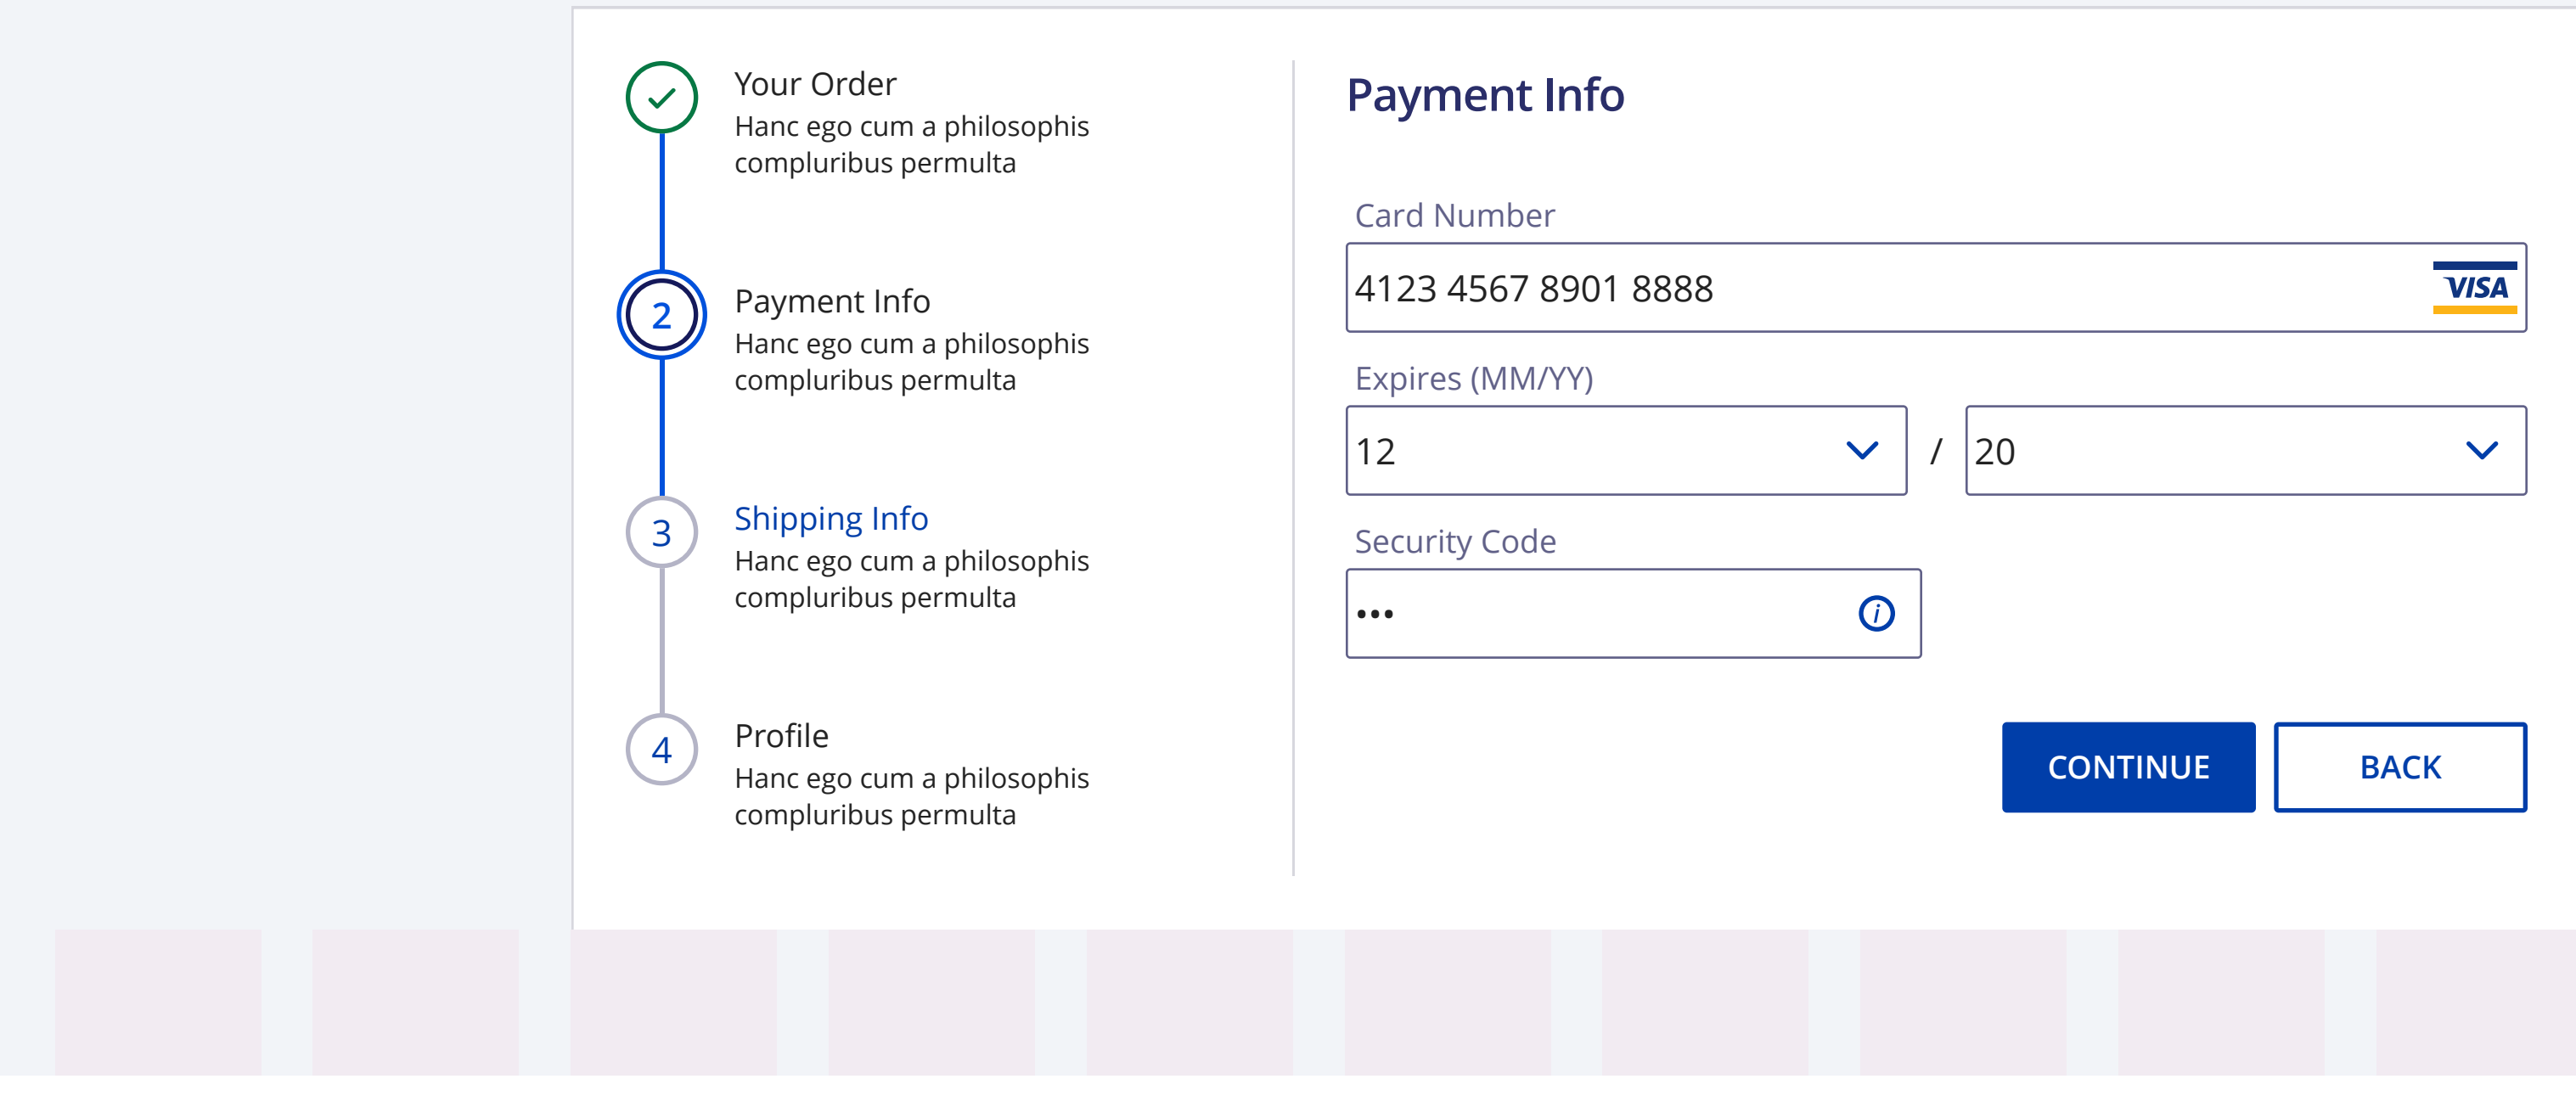 Your Order
Hanc ego cum a philosophis
compluribus permulta
2
Payment Info
Hanc ego cum a philosophis
compluribus permulta
3
Shipping Info
Hanc ego cum a philosophis
compluribus permulta
4
Profile
Hanc ego cum a philosophis
compluribus permulta
Payment Info
Card Number
4123 4567 8901 8888
VISA
Expires (MM/YY)
12 / 20
Security Code
•••
i
CONTINUE
BACK